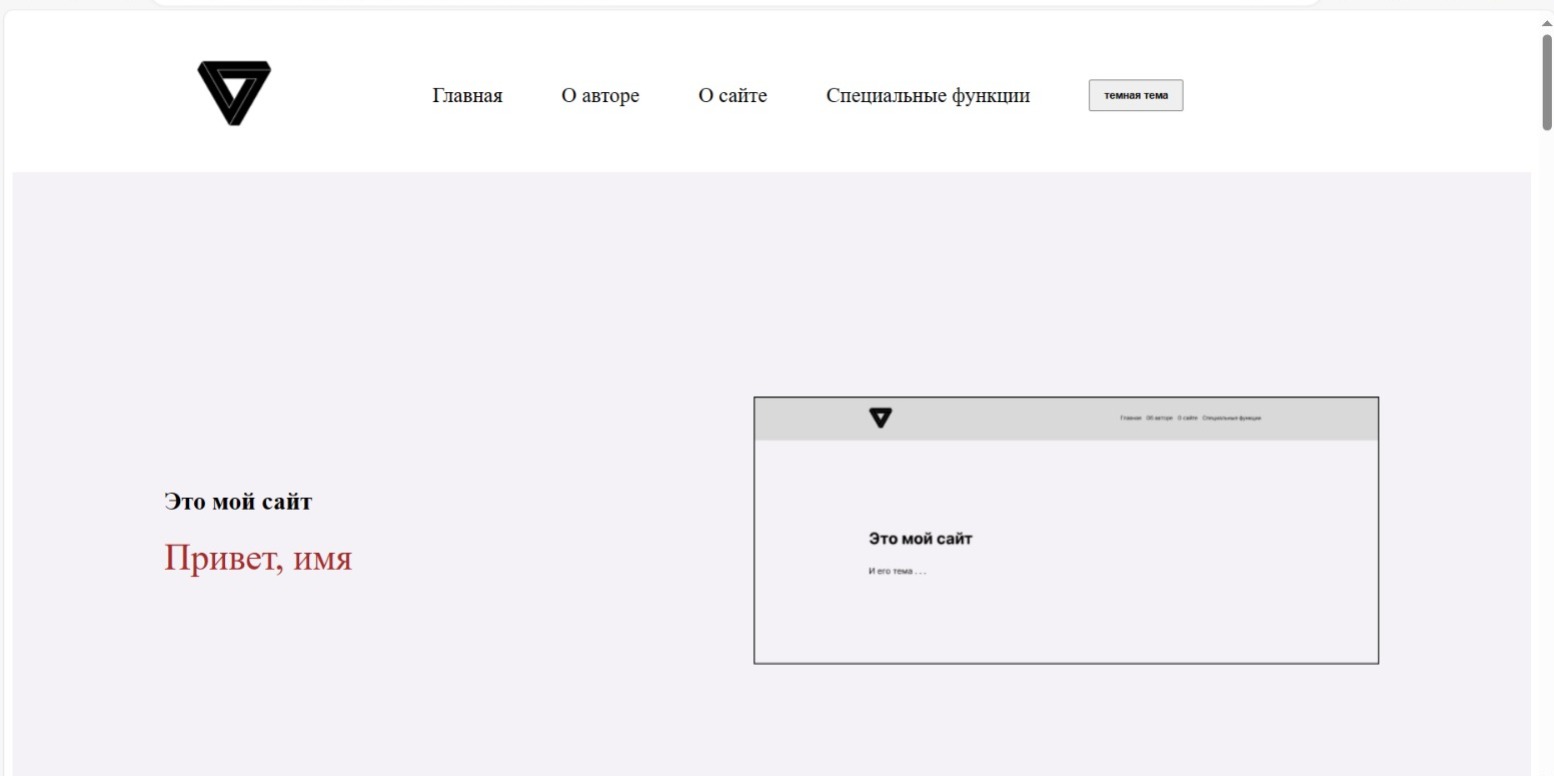 Главная О авторе О сайте Специальные функции темная тема
Это мой сайт
Привет, имя
Главная Об авторе О сайте Специальные функции
Это мой сайт
И его тема . . .